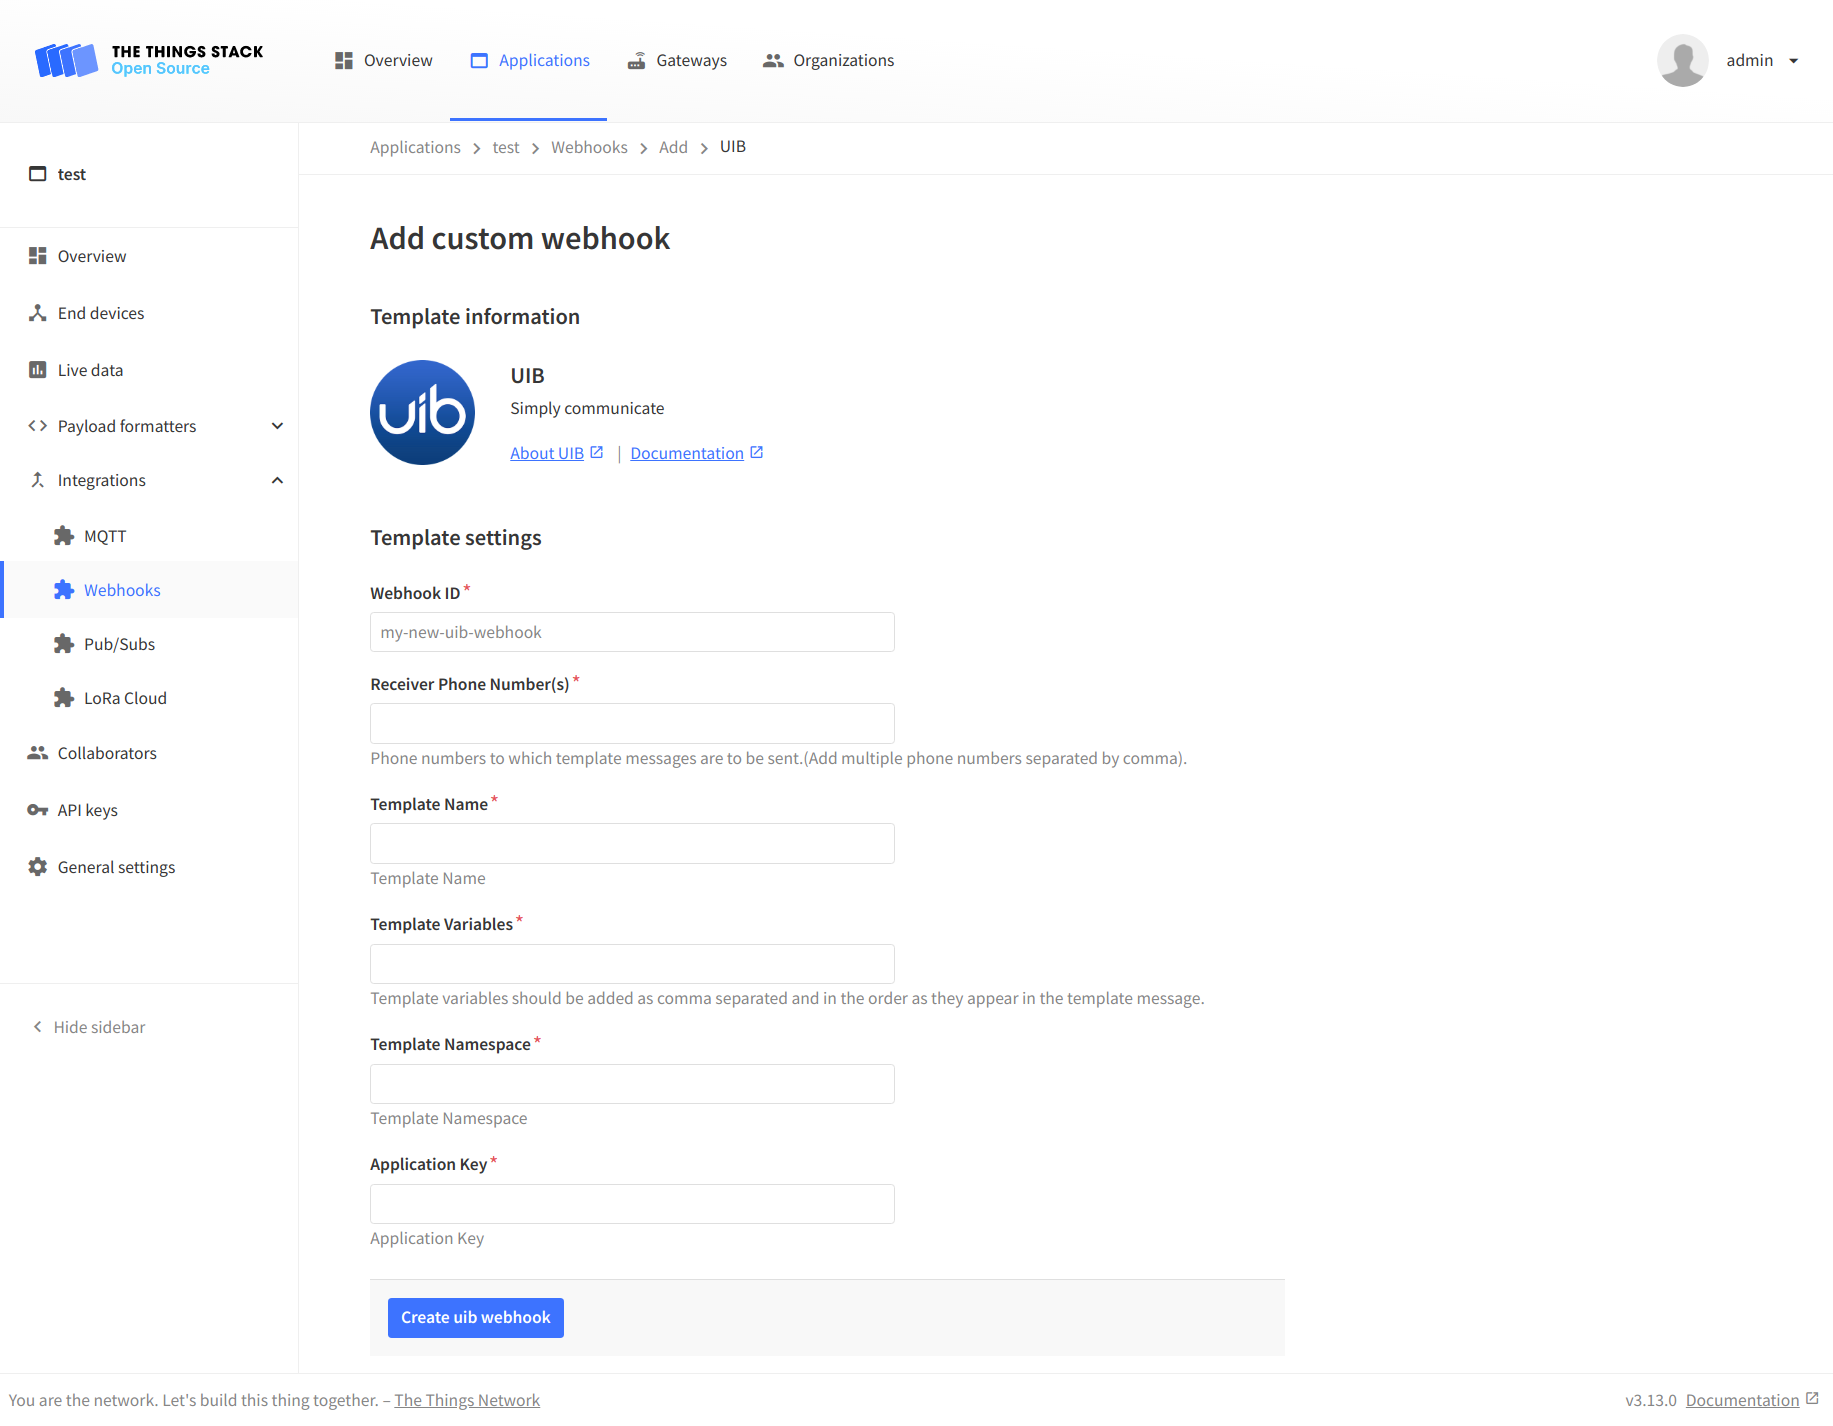 THE THINGS STACK
Open Source
Overview
Applications
Gateways
Organizations
admin
test
Overview
End devices
Live data
Payload formatters
Integrations
MQTT
Webhooks
Pub/Subs
LoRa Cloud
Collaborators
API keys
General settings
Hide sidebar
Applications > test > Webhooks > Add > UIB
Add custom webhook
Template information
uib
UIB
Simply communicate
About UIB | Documentation
Template settings
Webhook ID *
my-new-uib-webhook
Receiver Phone Number(s) *
Phone numbers to which template messages are to be sent.(Add multiple phone numbers separated by comma).
Template Name *
Template Name
Template Variables *
Template variables should be added as comma separated and in the order as they appear in the template message.
Template Namespace *
Template Namespace
Application Key *
Application Key
Create uib webhook
You are the network. Let's build this thing together. – The Things Network
v3.13.0 Documentation